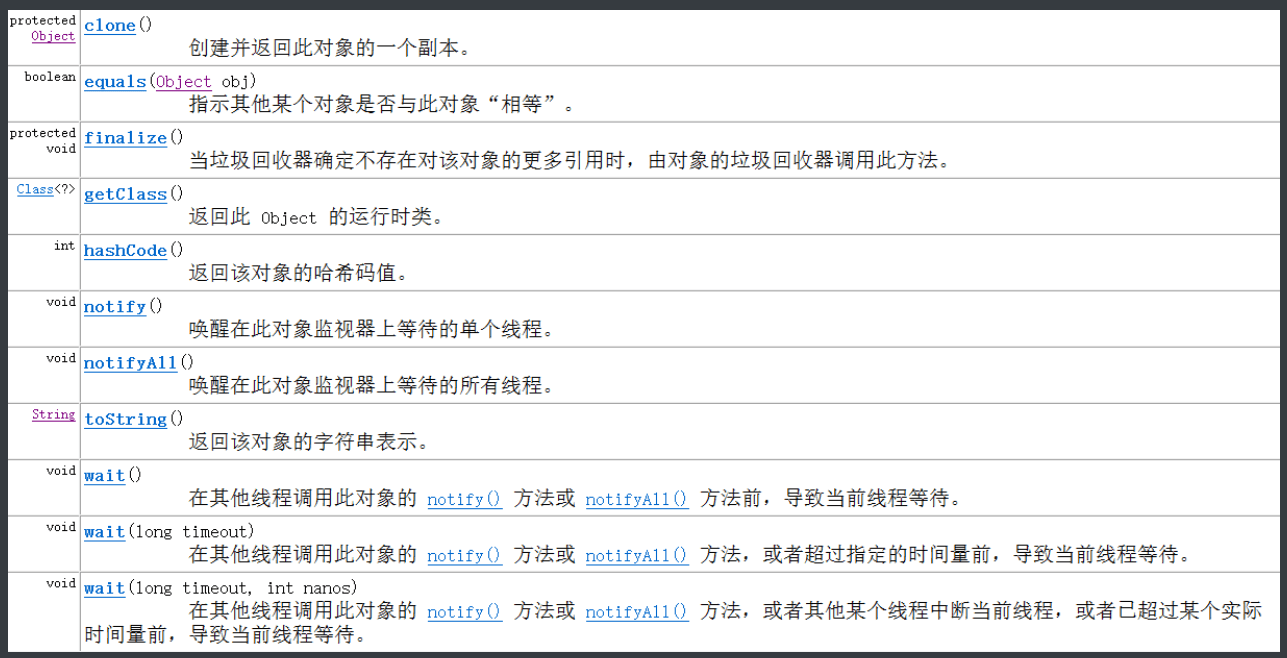 protected
Object
clone()
创建并返回此对象的一个副本。
boolean
equals(Object obj)
指示其他某个对象是否与此对象“相等”。
protected
void
finalize()
当垃圾回收器确定不存在对该对象的更多引用时，由对象的垃圾回收器调用此方法。
Class<?>
getClass()
返回此 Object 的运行时类。
int
hashCode()
返回该对象的哈希码值。
void
notify()
唤醒在此对象监视器上等待的单个线程。
void
notifyAll()
唤醒在此对象监视器上等待的所有线程。
String
toString()
返回该对象的字符串表示。
void
wait()
在其他线程调用此对象的 notify() 方法或 notifyAll() 方法前，导致当前线程等待。
void
wait(long timeout)
在其他线程调用此对象的 notify() 方法或 notifyAll() 方法，或者超过指定的时间量前，导致当前线程等待。
void
wait(long timeout, int nanos)
在其他线程调用此对象的 notify() 方法或 notifyAll() 方法，或者其他某个线程中断当前线程，或者已超过某个实际
时间量前，导致当前线程等待。